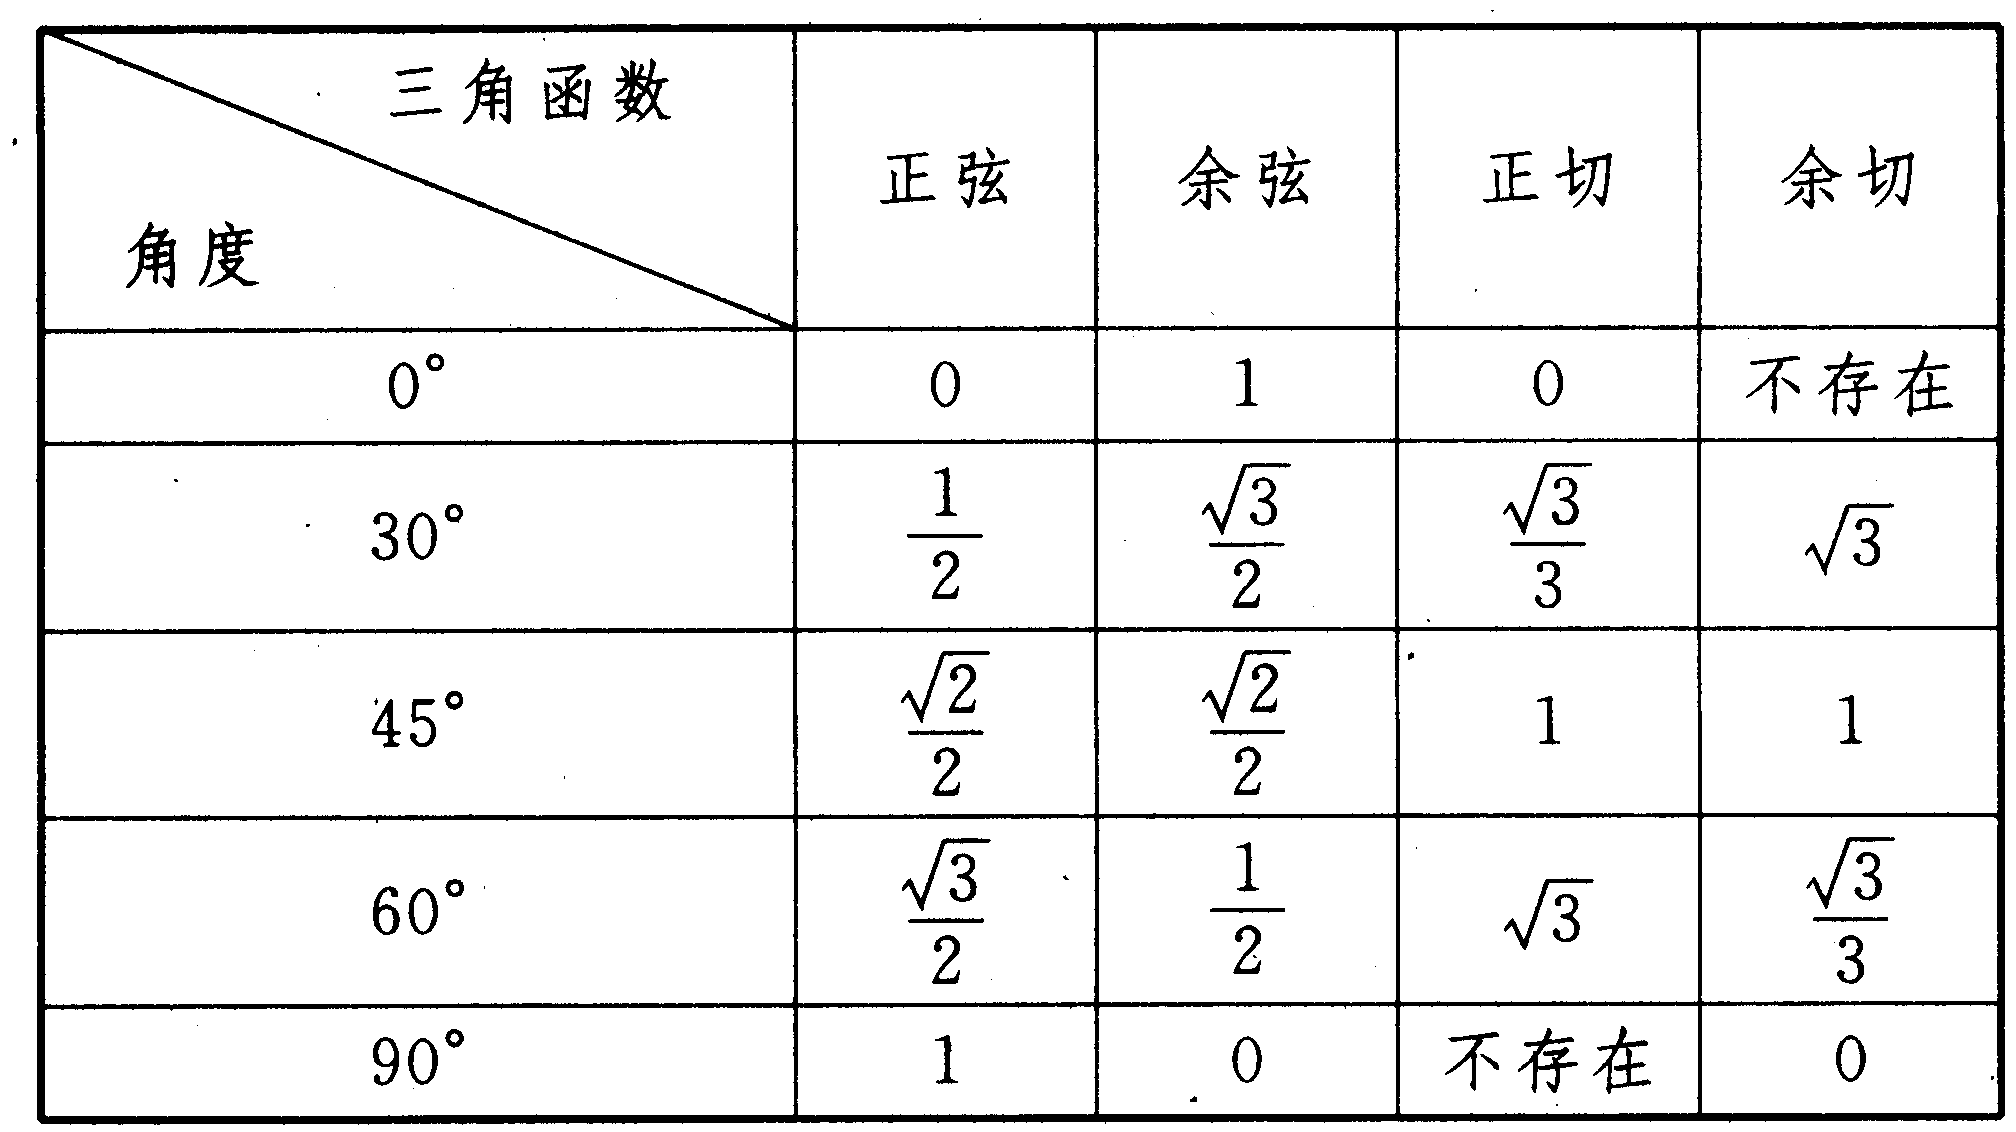 三角函数
角度
正弦 余弦 正切 余切
0° 0 1 0 不存在
30° 1/2 √3/2 √3/3 √3
45° √2/2 √2/2 1 1
60° √3/2 1/2 √3 √3/3
90° 1 0 不存在 0